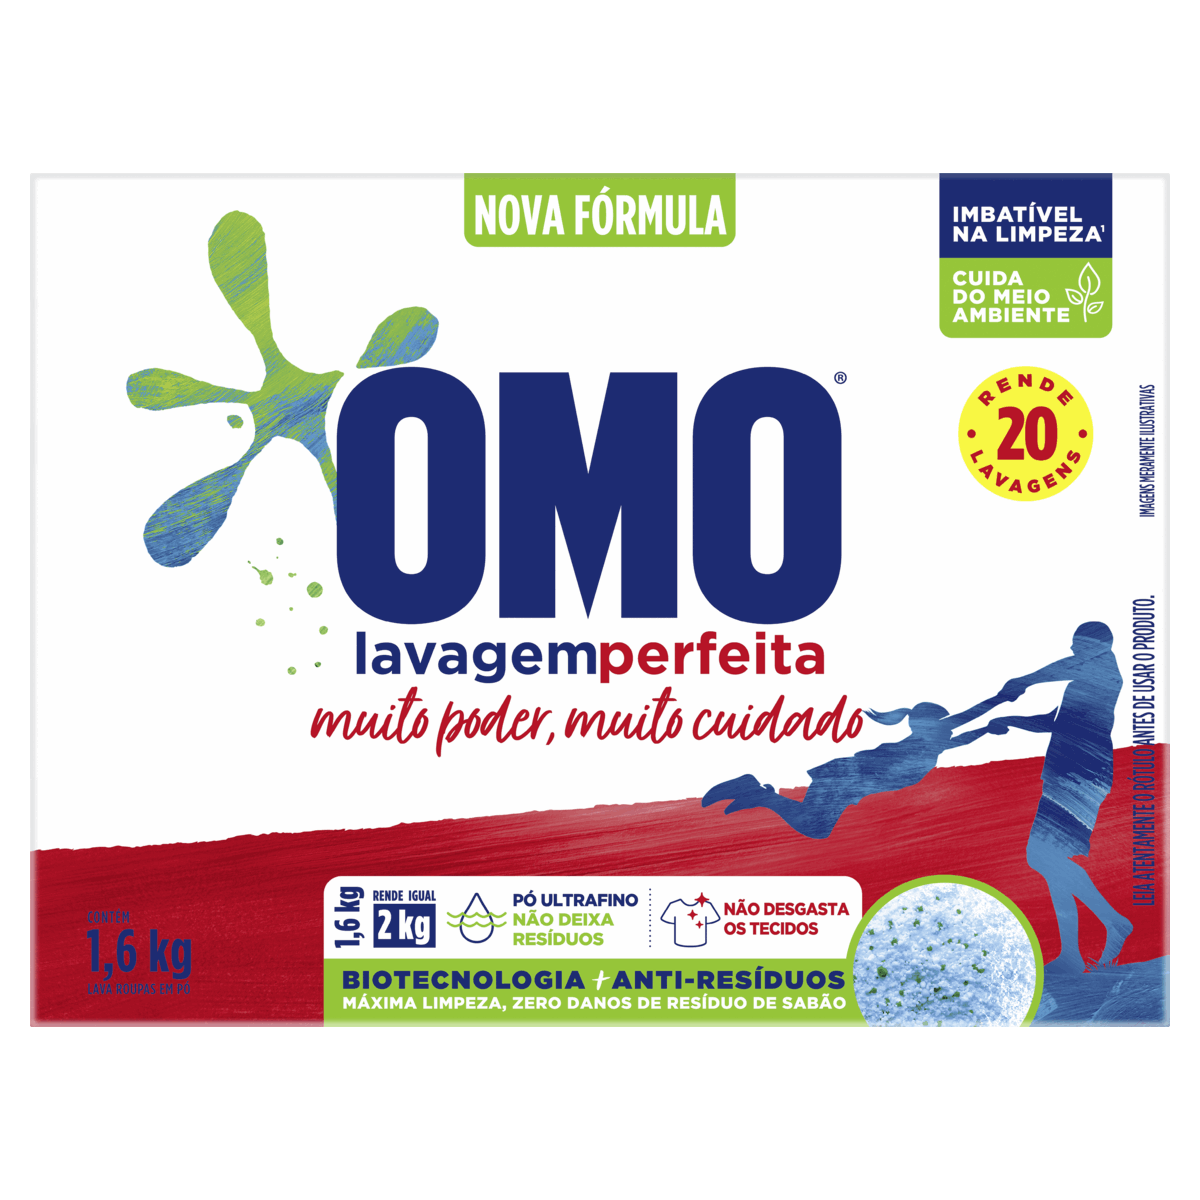 NOVA FÓRMULA
IMBATÍVEL
NA LIMPEZA¹
CUIDA
DO MEIO
AMBIENTE
RENDE
20
LAVAGENS
IMAGENS MERAMENTE ILUSTRATIVAS
OMO®
lavagemperfeita
muito poder, muito cuidado
LEIA ATENTAMENTE O RÓTULO ANTES DE USAR O PRODUTO.
CONTÉM
1,6 kg
LAVA ROUPAS EM PÓ
1,6 kg
RENDE IGUAL
2 kg
PÓ ULTRAFINO
NÃO DEIXA
RESÍDUOS
NÃO DESGASTA
OS TECIDOS
BIOTECNOLOGIA + ANTI-RESÍDUOS
MÁXIMA LIMPEZA, ZERO DANOS DE RESÍDUO DE SABÃO